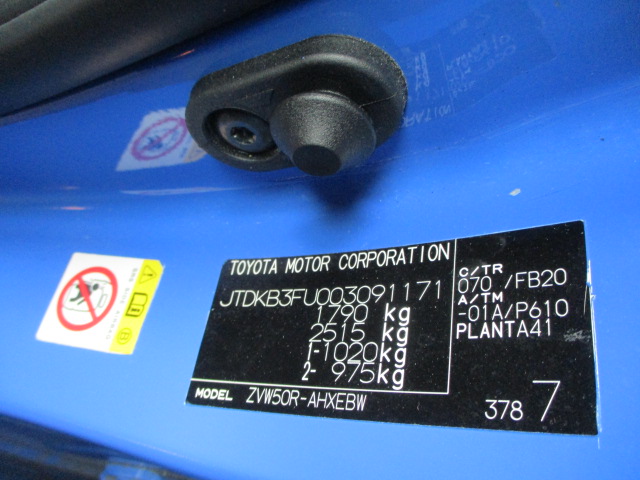 TOYOTA MOTOR CORPORATION
JTDKB3FU003091171
1790 kg
2515 kg
1-1020kg
2- 975kg
MODEL ZVW50R-AHXEBW
C/TR
070 /FB20
A/TM
-01A/P610
PLANTA41
378 7